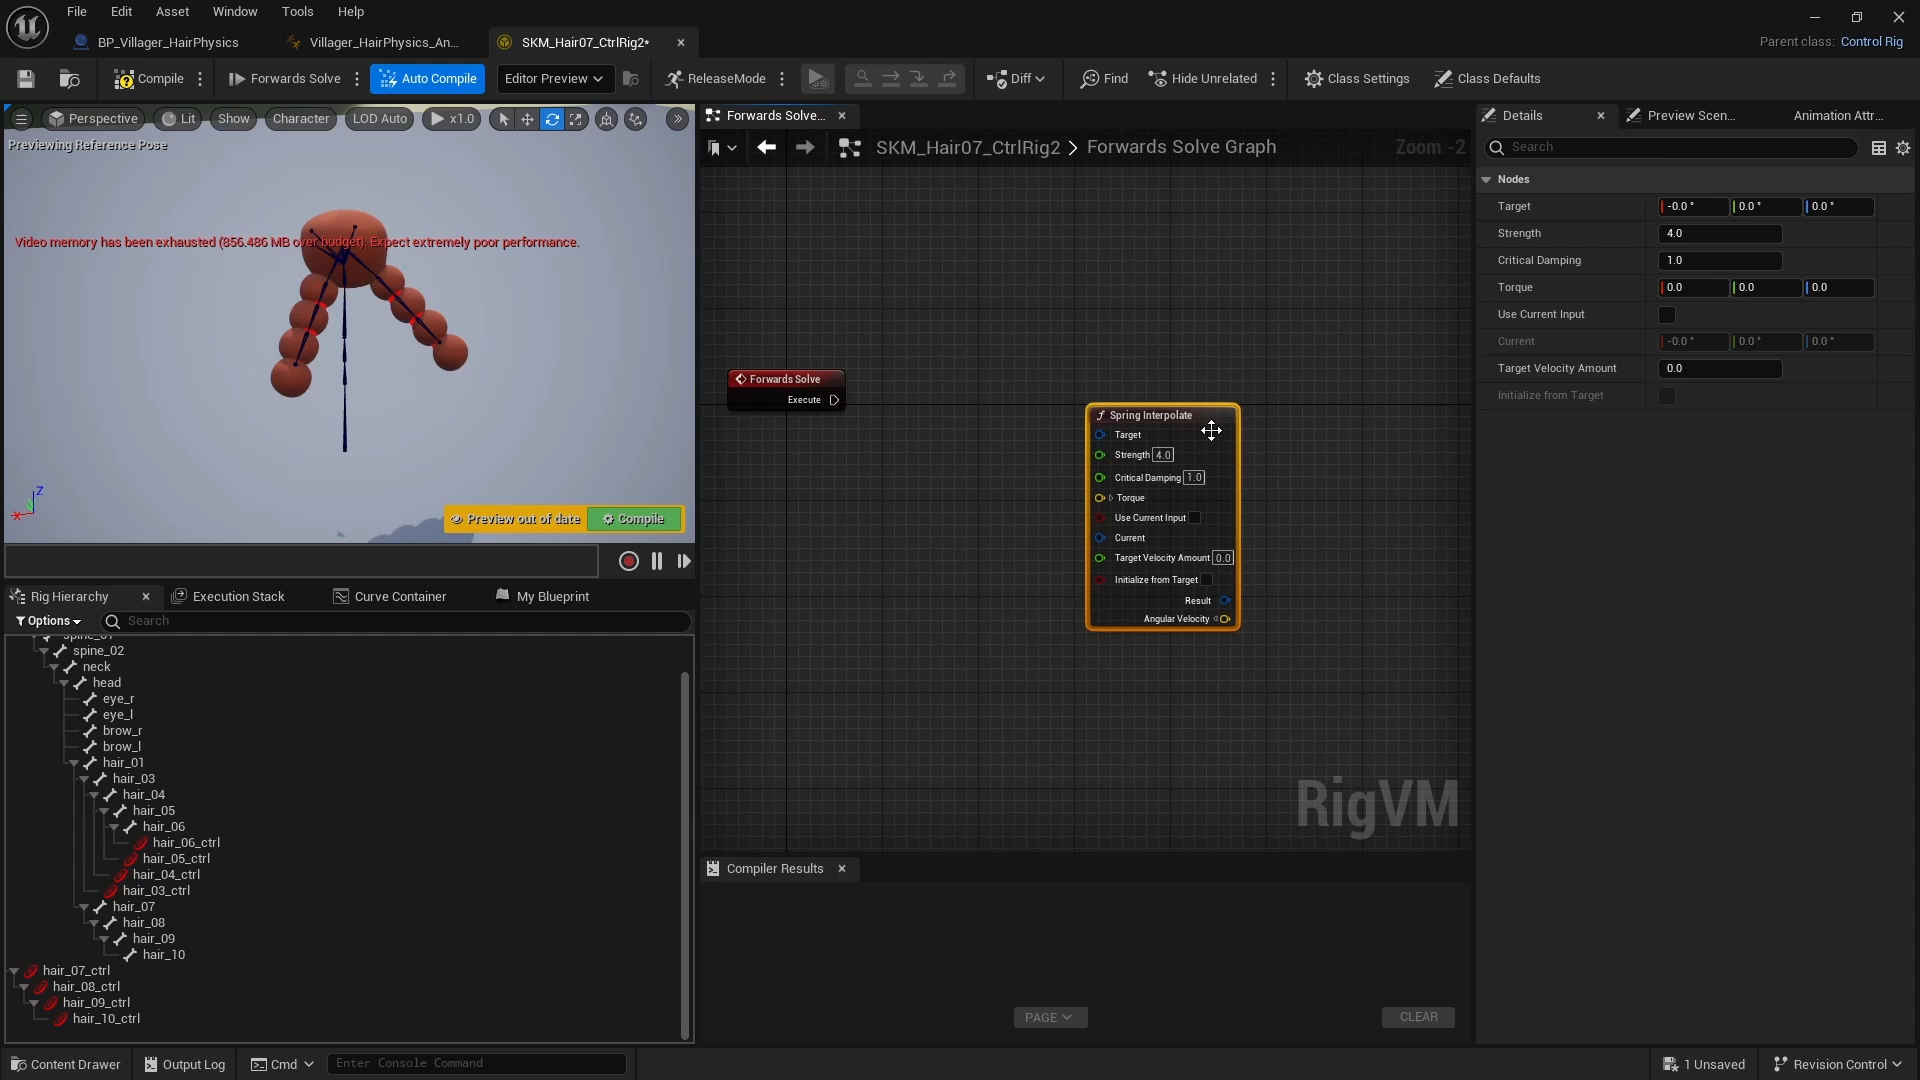 File Edit Asset Window Tools Help
BP_Villager_HairPhysics
Villager_HairPhysics_An...
SKM_Hair07_CtrlRig2*
Parent class: Control Rig
Compile
Forwards Solve
Auto Compile
Editor Preview
ReleaseMode
Diff
Find
Hide Unrelated
Class Settings
Class Defaults
Perspective
Lit
Show
Character
LOD Auto
x1.0
Previewing Reference Pose
Video memory has been exhausted (856.486 MB over budget). Expect extremely poor performance.
Z
X
Preview out of date
Compile
Rig Hierarchy
Execution Stack
Curve Container
My Blueprint
Options
Search
spine_01
spine_02
neck
head
eye_r
eye_l
brow_r
brow_l
hair_01
hair_03
hair_04
hair_05
hair_06
hair_06_ctrl
hair_05_ctrl
hair_04_ctrl
hair_03_ctrl
hair_07
hair_08
hair_09
hair_10
hair_07_ctrl
hair_08_ctrl
hair_09_ctrl
hair_10_ctrl
Forwards Solve...
SKM_Hair07_CtrlRig2 > Forwards Solve Graph
Zoom -2
Forwards Solve
Execute
Spring Interpolate
Target
Strength 4.0
Critical Damping 1.0
Torque
Use Current Input
Current
Target Velocity Amount 0.0
Initialize from Target
Result
Angular Velocity
RigVM
Compiler Results
PAGE
CLEAR
Details
Preview Scen...
Animation Attr...
Search
Nodes
Target -0.0 ° 0.0 ° 0.0 °
Strength 4.0
Critical Damping 1.0
Torque 0.0 0.0 0.0
Use Current Input
Current -0.0 ° 0.0 ° 0.0 °
Target Velocity Amount 0.0
Initialize from Target
Content Drawer
Output Log
Cmd
Enter Console Command
1 Unsaved
Revision Control